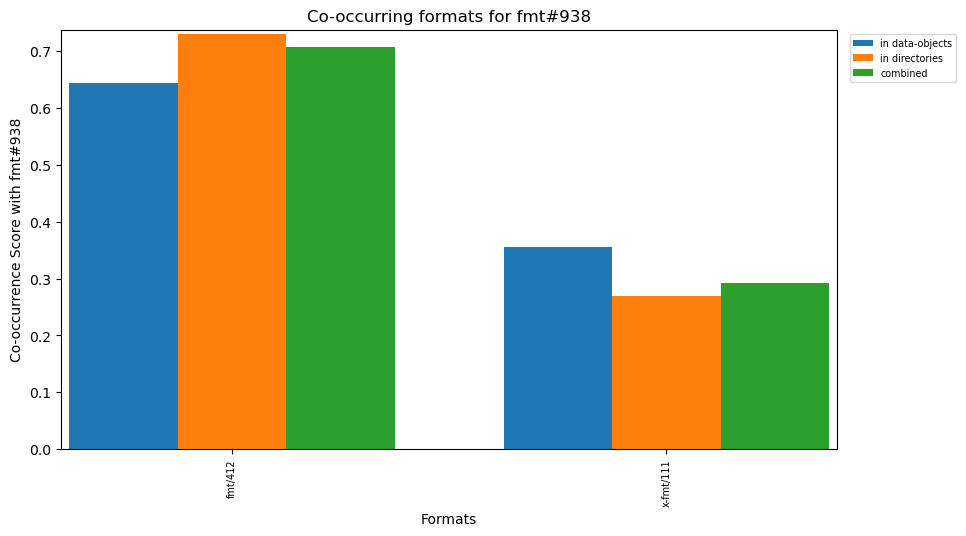 Co-occurring formats for fmt#938
in data-objects
in directories
combined
Co-occurrence Score with fmt#938
0.7
0.6
0.5
0.4
0.3
0.2
0.1
0.0
fmt/412
x-fmt/111
Formats